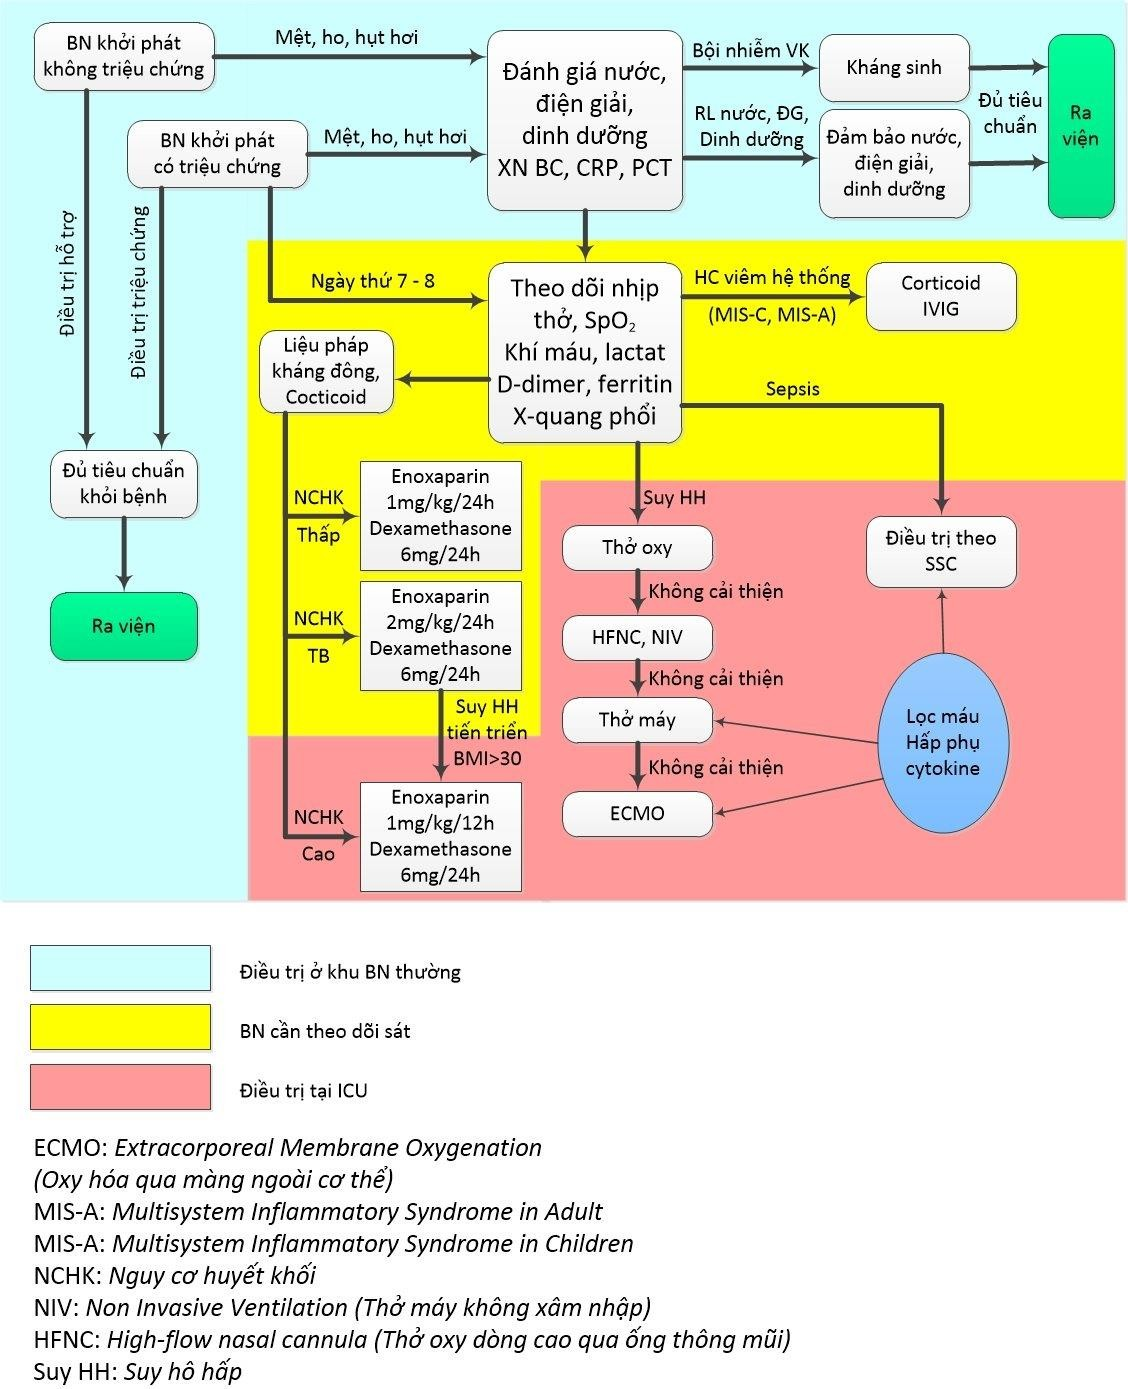 BN khởi phát
không triệu chứng
Mệt, ho, hụt hơi
Đánh giá nước,
điện giải,
dinh dưỡng
XN BC, CRP, PCT
Bội nhiễm VK
Kháng sinh
Ra
viện
Đủ tiêu
chuẩn
RL nước, ĐG,
Dinh dưỡng
Đảm bảo nước,
điện giải,
dinh dưỡng
BN khởi phát
có triệu chứng
Mệt, ho, hụt hơi
Điều trị hỗ trợ
Điều trị triệu chứng
Ngày thứ 7 - 8
Theo dõi nhịp
thở, SpO₂
Khí máu, lactat
D-dimer, ferritin
X-quang phổi
HC viêm hệ thống
(MIS-C, MIS-A)
Corticoid
IVIG
Liệu pháp
kháng đông,
Cocticoid
Sepsis
Đủ tiêu chuẩn
khỏi bệnh
Ra viện
NCHK
Thấp
Enoxaparin
1mg/kg/24h
Dexamethasone
6mg/24h
NCHK
TB
Enoxaparin
2mg/kg/24h
Dexamethasone
6mg/24h
Suy HH
tiến triển
BMI>30
NCHK
Cao
Enoxaparin
1mg/kg/12h
Dexamethasone
6mg/24h
Suy HH
Thở oxy
Không cải thiện
HFNC, NIV
Không cải thiện
Thở máy
Không cải thiện
ECMO
Điều trị theo
SSC
Lọc máu
Hấp phụ
cytokine
Điều trị ở khu BN thường
BN cần theo dõi sát
Điều trị tại ICU
ECMO: Extracorporeal Membrane Oxygenation
(Oxy hóa qua màng ngoài cơ thể)
MIS-A: Multisystem Inflammatory Syndrome in Adult
MIS-A: Multisystem Inflammatory Syndrome in Children
NCHK: Nguy cơ huyết khối
NIV: Non Invasive Ventilation (Thở máy không xâm nhập)
HFNC: High-flow nasal cannula (Thở oxy dòng cao qua ống thông mũi)
Suy HH: Suy hô hấp